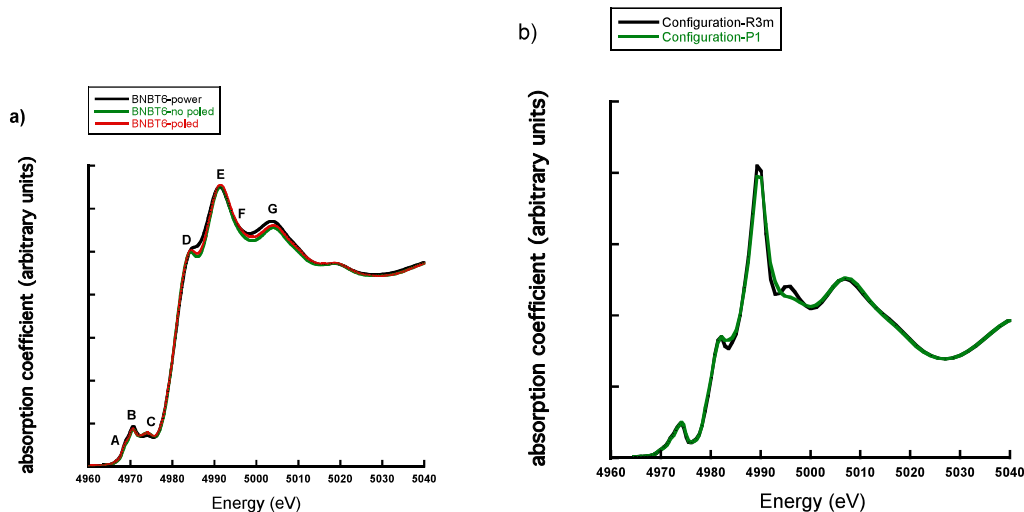 a)
BNBT6-power
BNBT6-no poled
BNBT6-poled
absorption coefficient (arbitrary units)
A
B
C
D
E
F
G
4960 4970 4980 4990 5000 5010 5020 5030 5040
Energy (eV)
b)
Configuration-R3m
Configuration-P1
absorption coefficient (arbitrary units)
4960 4970 4980 4990 5000 5010 5020 5030 5040
Energy (eV)